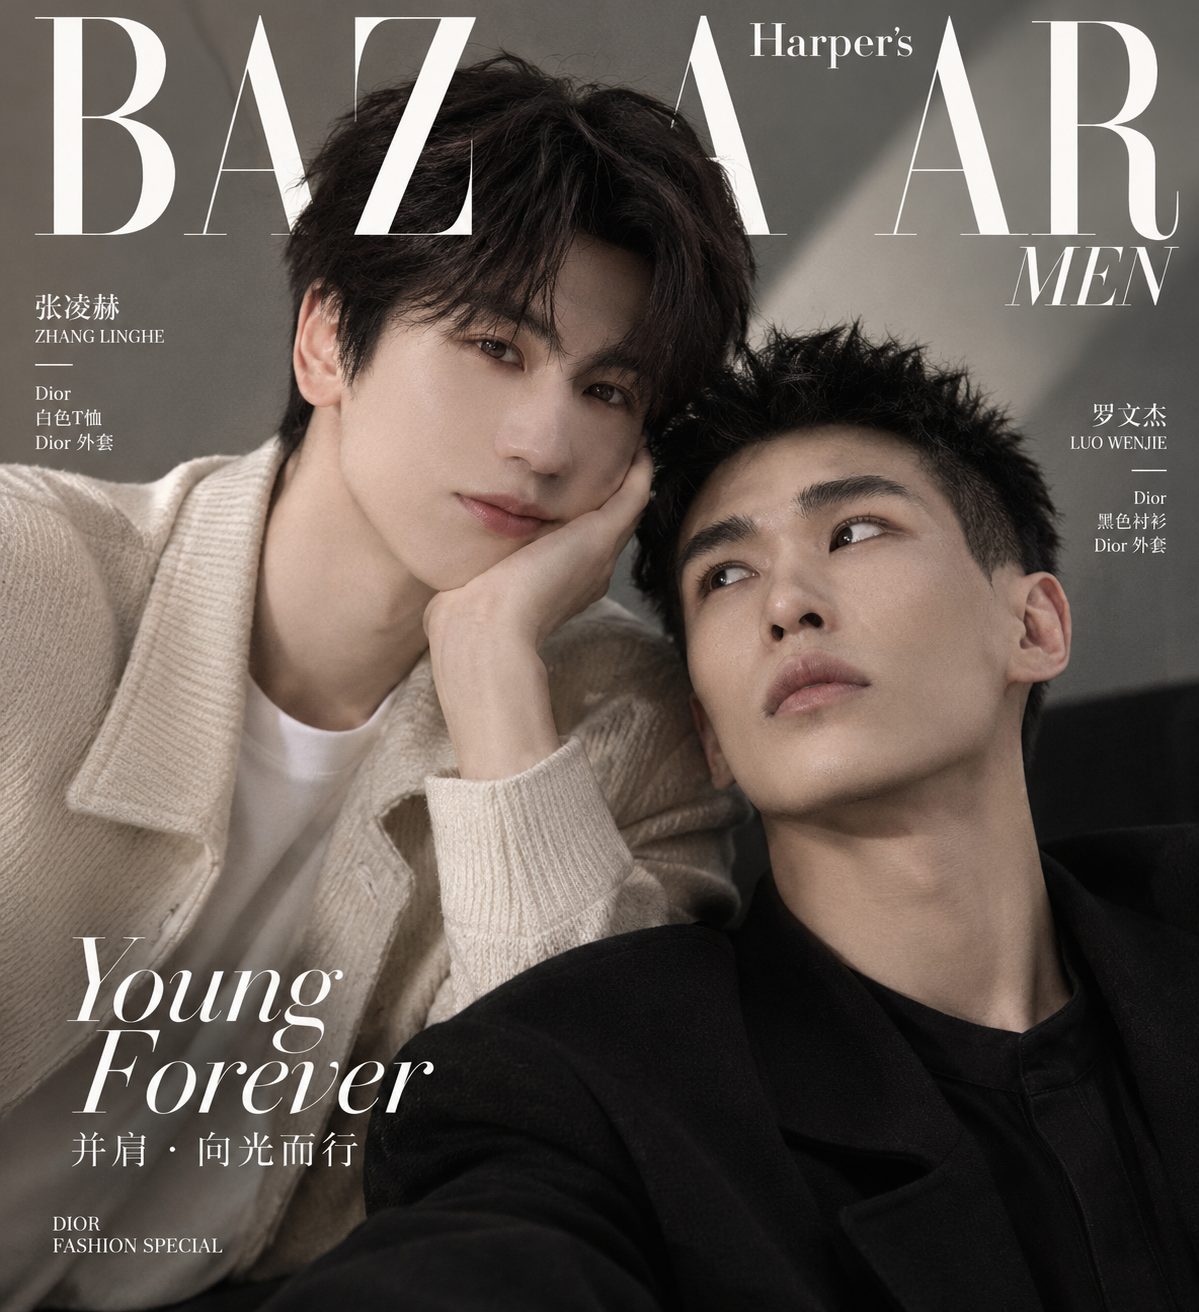 BAZAAR
Harper's
MEN
张凌赫
ZHANG LINGHE
Dior
白色T恤
Dior 外套
罗文杰
LUO WENJIE
Dior
黑色衬衫
Dior 外套
Young
Forever
并肩·向光而行
DIOR
FASHION SPECIAL